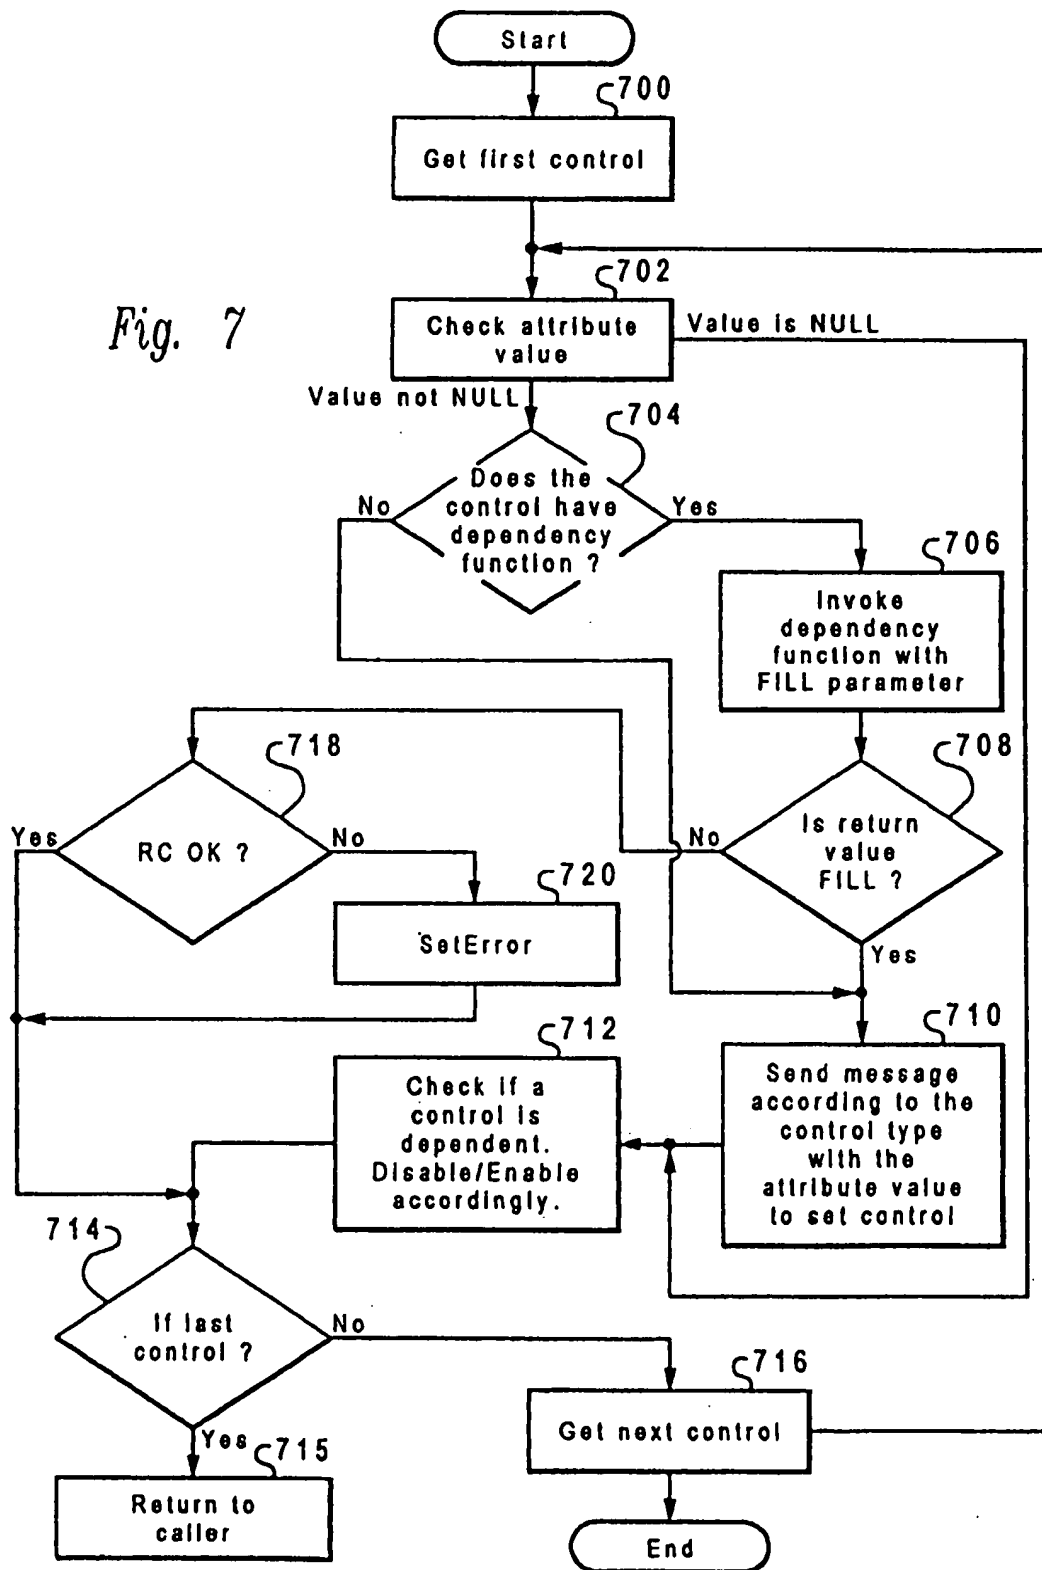 Start
700
Get first control
702
Fig. 7
Check attribute
value
Value is NULL
Value not NULL
704
Does the
control have
dependency
function ?
No
Yes
706
Invoke
dependency
function with
FILL parameter
718
708
Yes
RC OK ?
No
No
Is return
value
FILL ?
720
SetError
Yes
712
710
Check if a
control is
dependent.
Disable/Enable
accordingly.
Send message
according to the
control type
with the
attribute value
to set control
714
If last
control ?
No
716
Get next control
Yes
715
Return to
caller
End